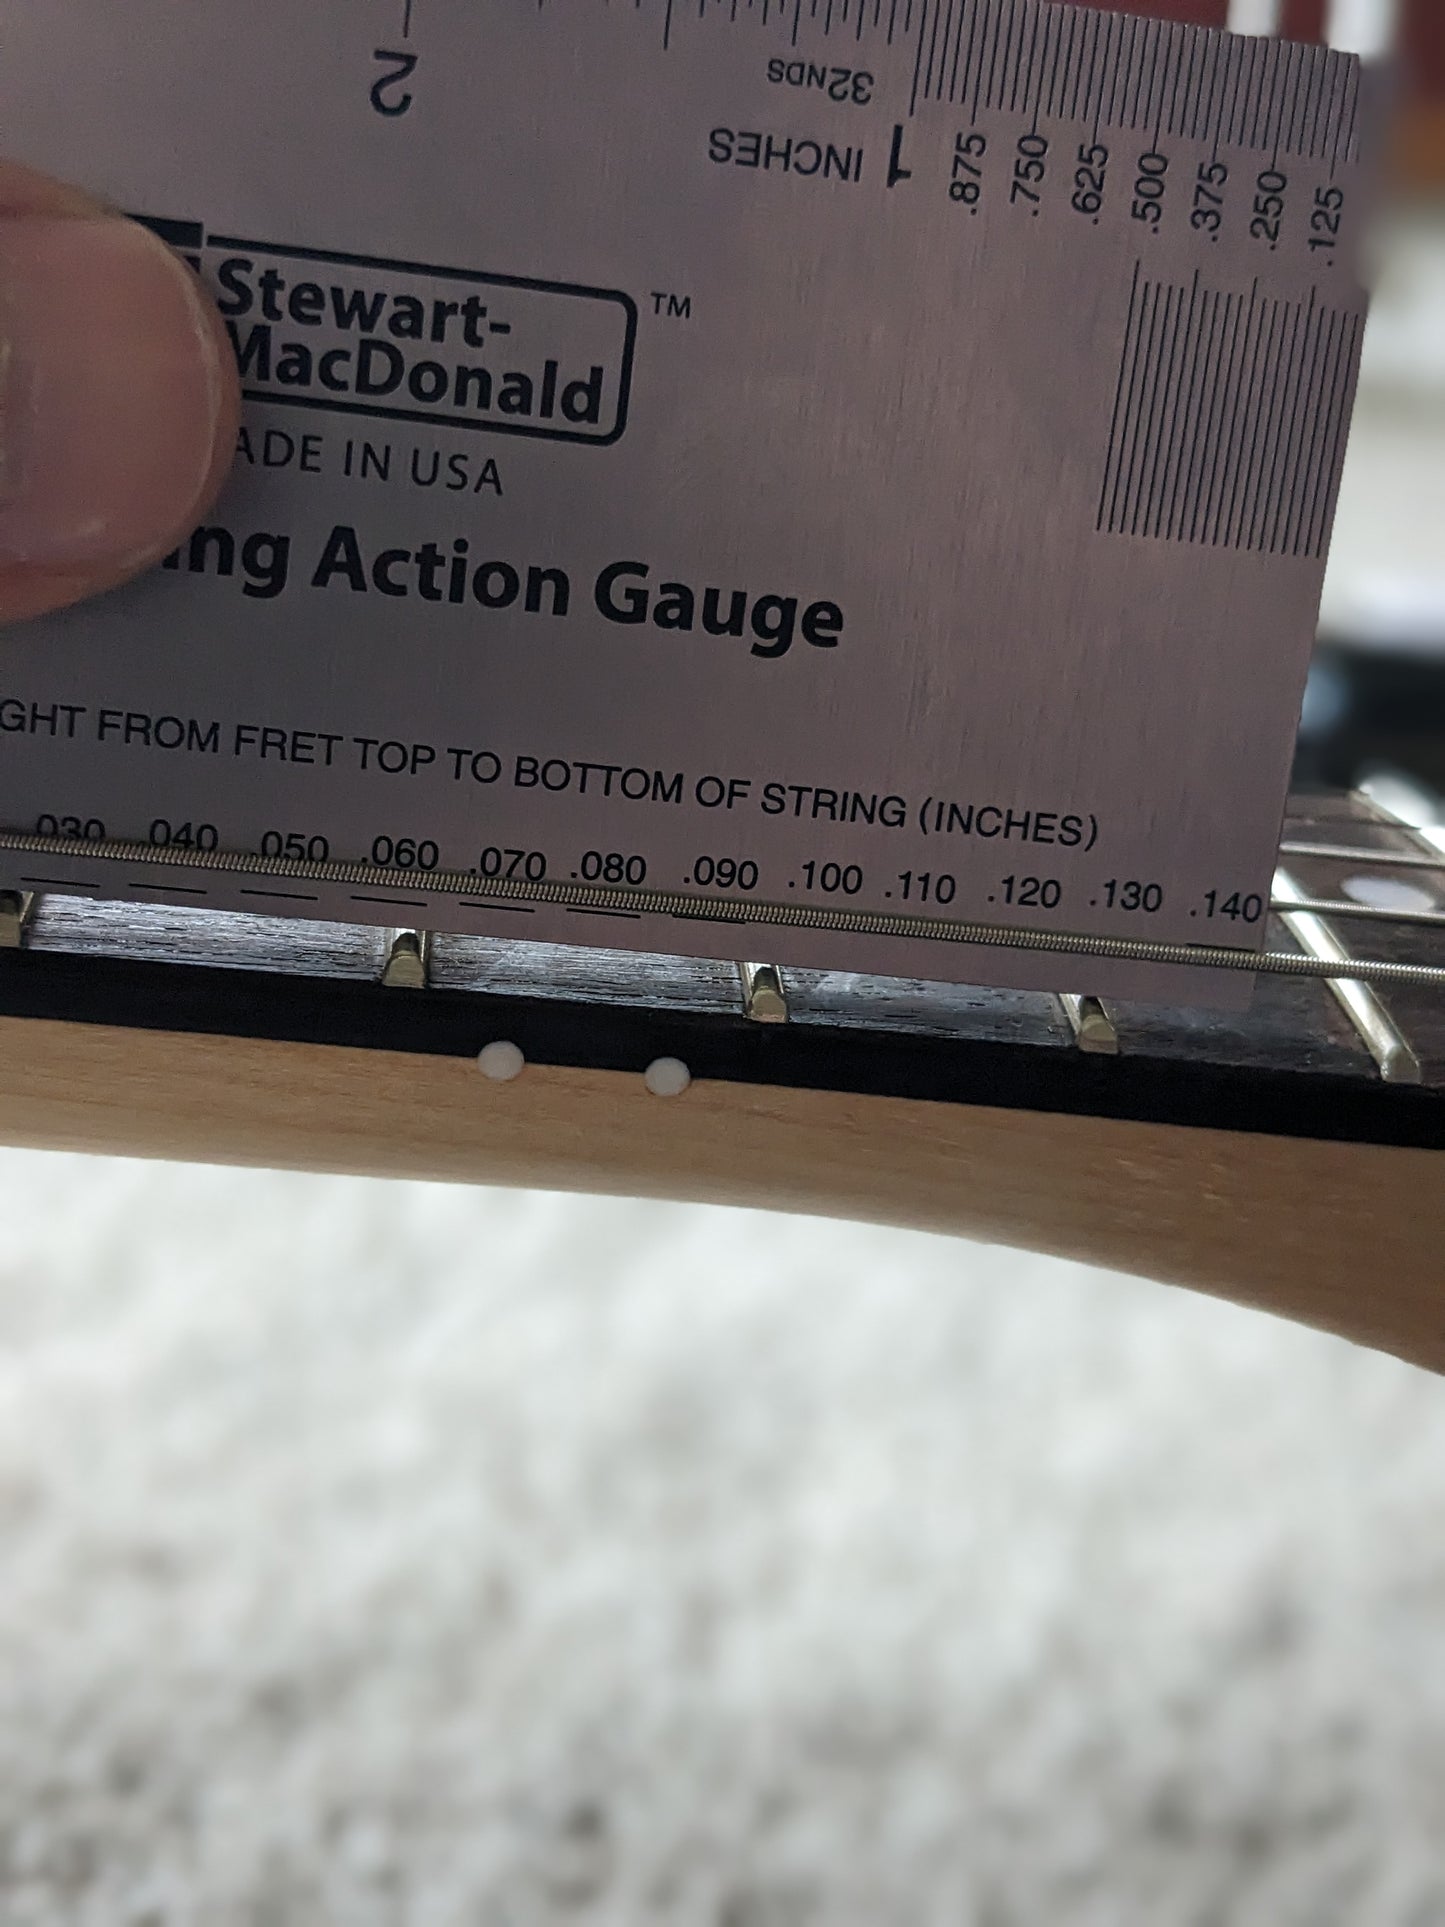 2
32NDS
1 INCHES
.875 .750 .625 .500 .375 .250 .125
Stewart-
MacDonald
TM
ADE IN USA
ng Action Gauge
GHT FROM FRET TOP TO BOTTOM OF STRING (INCHES)
030 .040 .050 .060 .070 .080 .090 .100 .110 .120 .130 .140